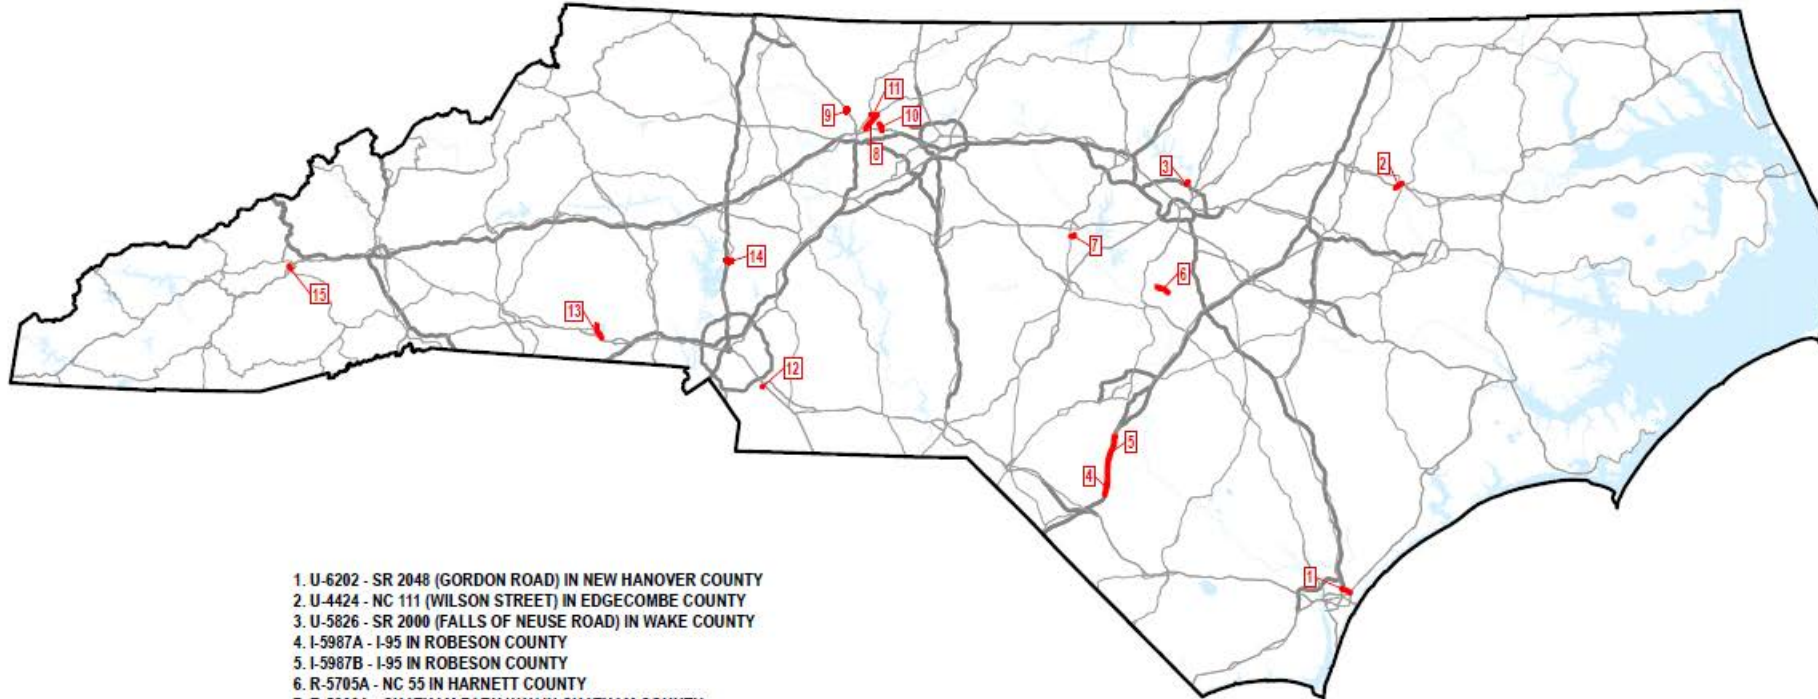 11
9
10
8
3
2
7
14
6
15
13
12
5
4
1
1. U-6202 - SR 2048 (GORDON ROAD) IN NEW HANOVER COUNTY
2. U-4424 - NC 111 (WILSON STREET) IN EDGECOMBE COUNTY
3. U-5826 - SR 2000 (FALLS OF NEUSE ROAD) IN WAKE COUNTY
4. I-5987A - I-95 IN ROBESON COUNTY
5. I-5987B - I-95 IN ROBESON COUNTY
6. R-5705A - NC 55 IN HARNETT COUNTY